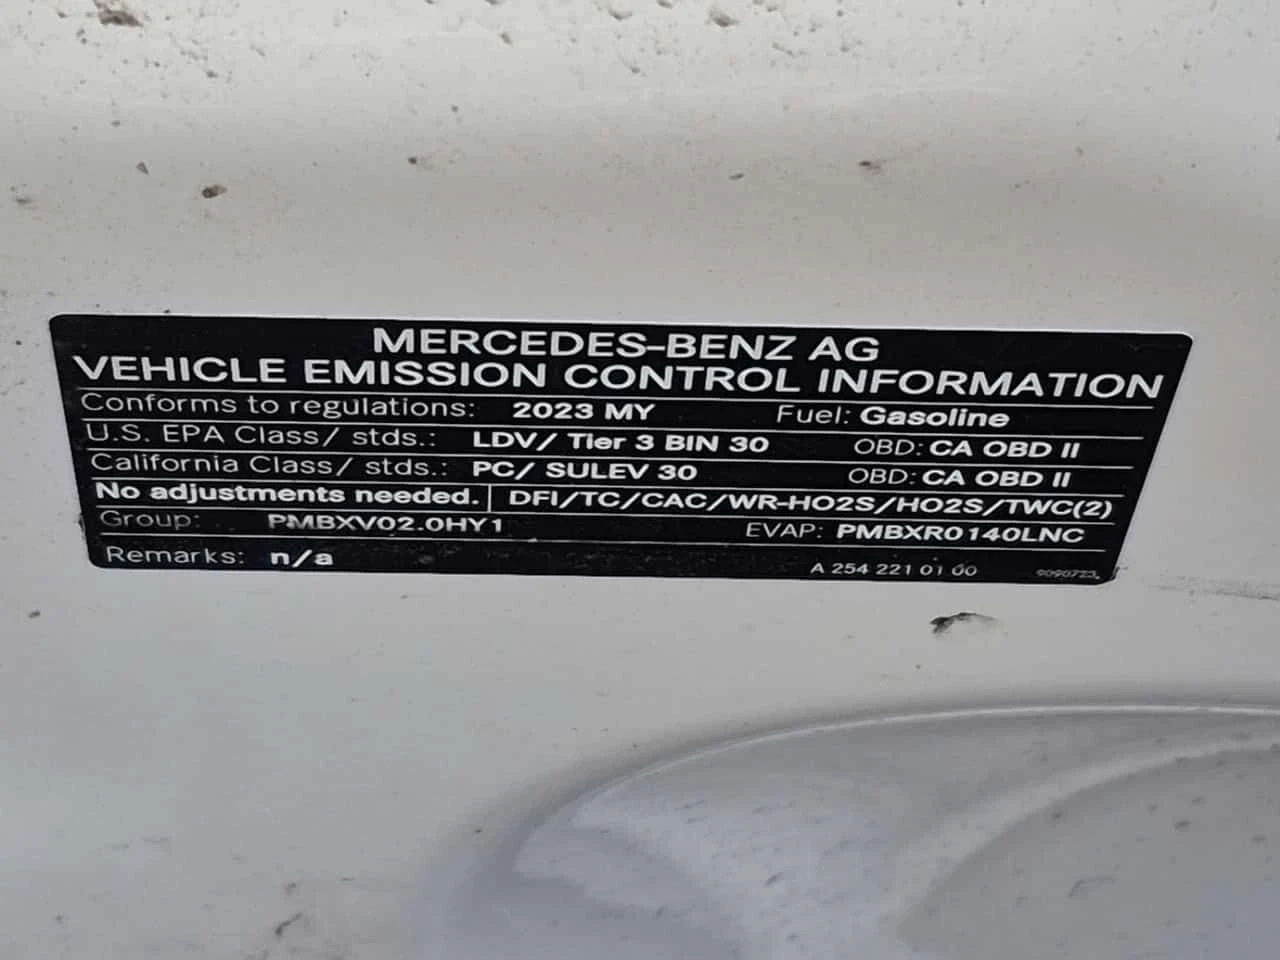 MERCEDES-BENZ AG
VEHICLE EMISSION CONTROL INFORMATION
Conforms to regulations: 2023 MY Fuel: Gasoline
U.S. EPA Class/ stds.: LDV/ Tier 3 BIN 30 OBD: CA OBD II
California Class/ stds.: PC/ SULEV 30 OBD: CA OBD II
No adjustments needed. DFI/TC/CAC/WR-HO2S/HO2S/TWC(2)
Group: PMBXV02.0HY1 EVAP: PMBXR0140LNC
Remarks: n/a A 254 221 01 00